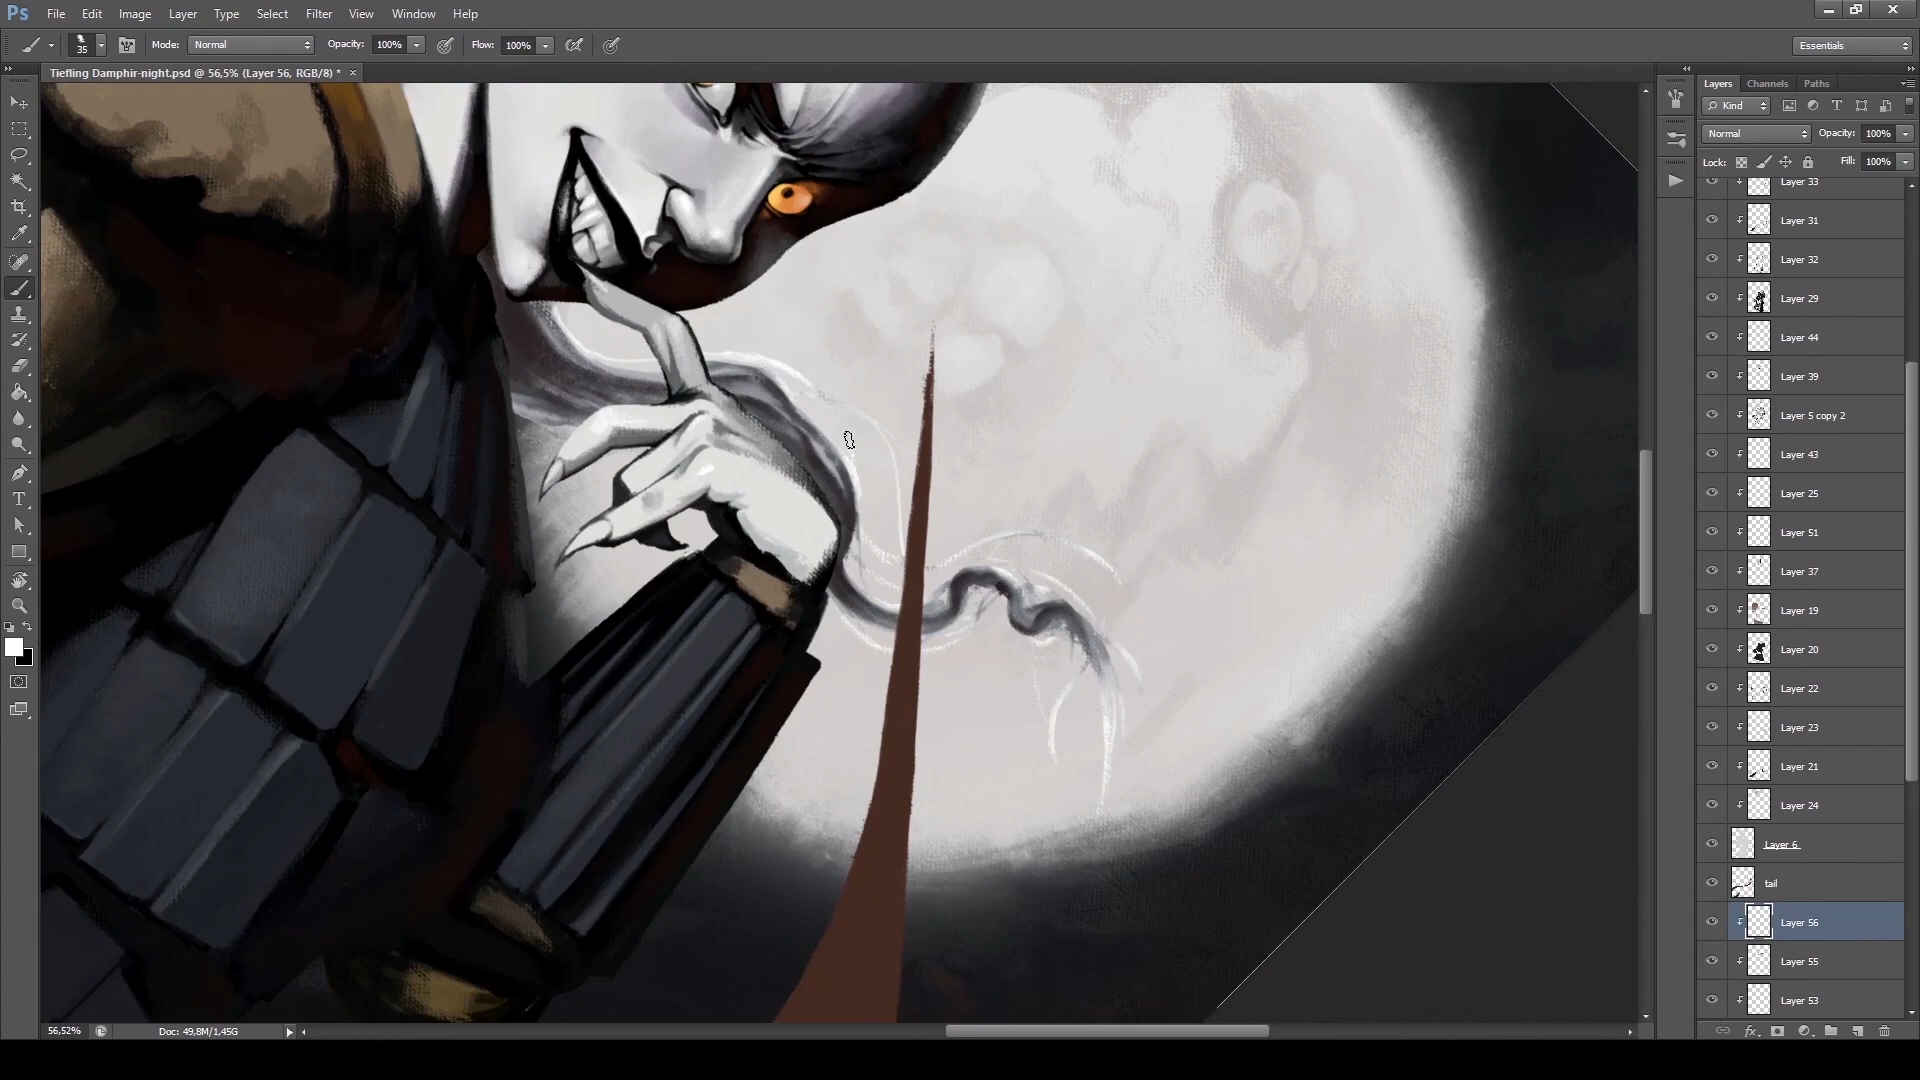 Ps File Edit Image Layer Type Select Filter View Window Help
35 Mode: Normal Opacity: 100% Flow: 100% Essentials
Tiefling Damphir-night.psd @ 56,5% (Layer 56, RGB/8) * ×
Layers Channels Paths
Kind
Normal Opacity: 100%
Lock: Fill: 100%
Layer 33
Layer 31
Layer 32
Layer 29
Layer 44
Layer 39
Layer 5 copy 2
Layer 43
Layer 25
Layer 51
Layer 37
Layer 19
Layer 20
Layer 22
Layer 23
Layer 21
Layer 24
Layer 6
tail
Layer 56
Layer 55
Layer 53
56,52% Doc: 49,8M/1,45G